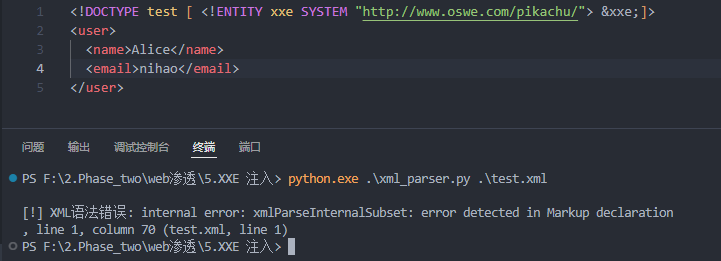 1 <!DOCTYPE test [ <!ENTITY xxe SYSTEM "http://www.oswe.com/pikachu/"> &xxe;]>
2 <user>
3 <name>Alice</name>
4 <email>nihao</email>
5 </user>
问题 输出 调试控制台 终端 端口
PS F:\2.Phase_two\web渗透\5.XXE 注入> python.exe .\xml_parser.py .\test.xml
[!] XML语法错误: internal error: xmlParseInternalSubset: error detected in Markup declaration
, line 1, column 70 (test.xml, line 1)
PS F:\2.Phase_two\web渗透\5.XXE 注入>